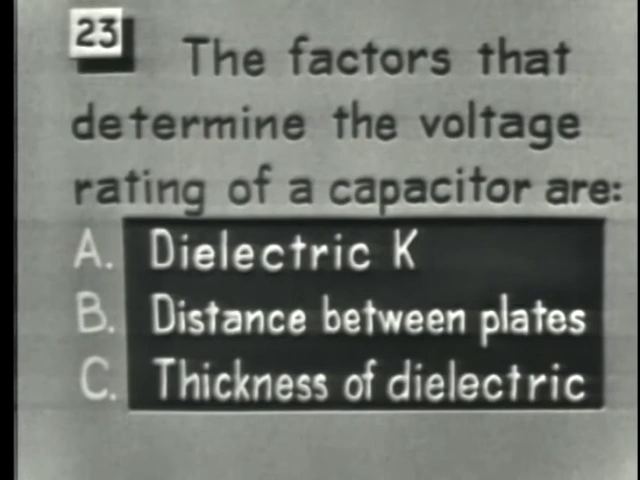 23 The factors that
determine the voltage
rating of a capacitor are:
A. Dielectric K
B. Distance between plates
C. Thickness of dielectric